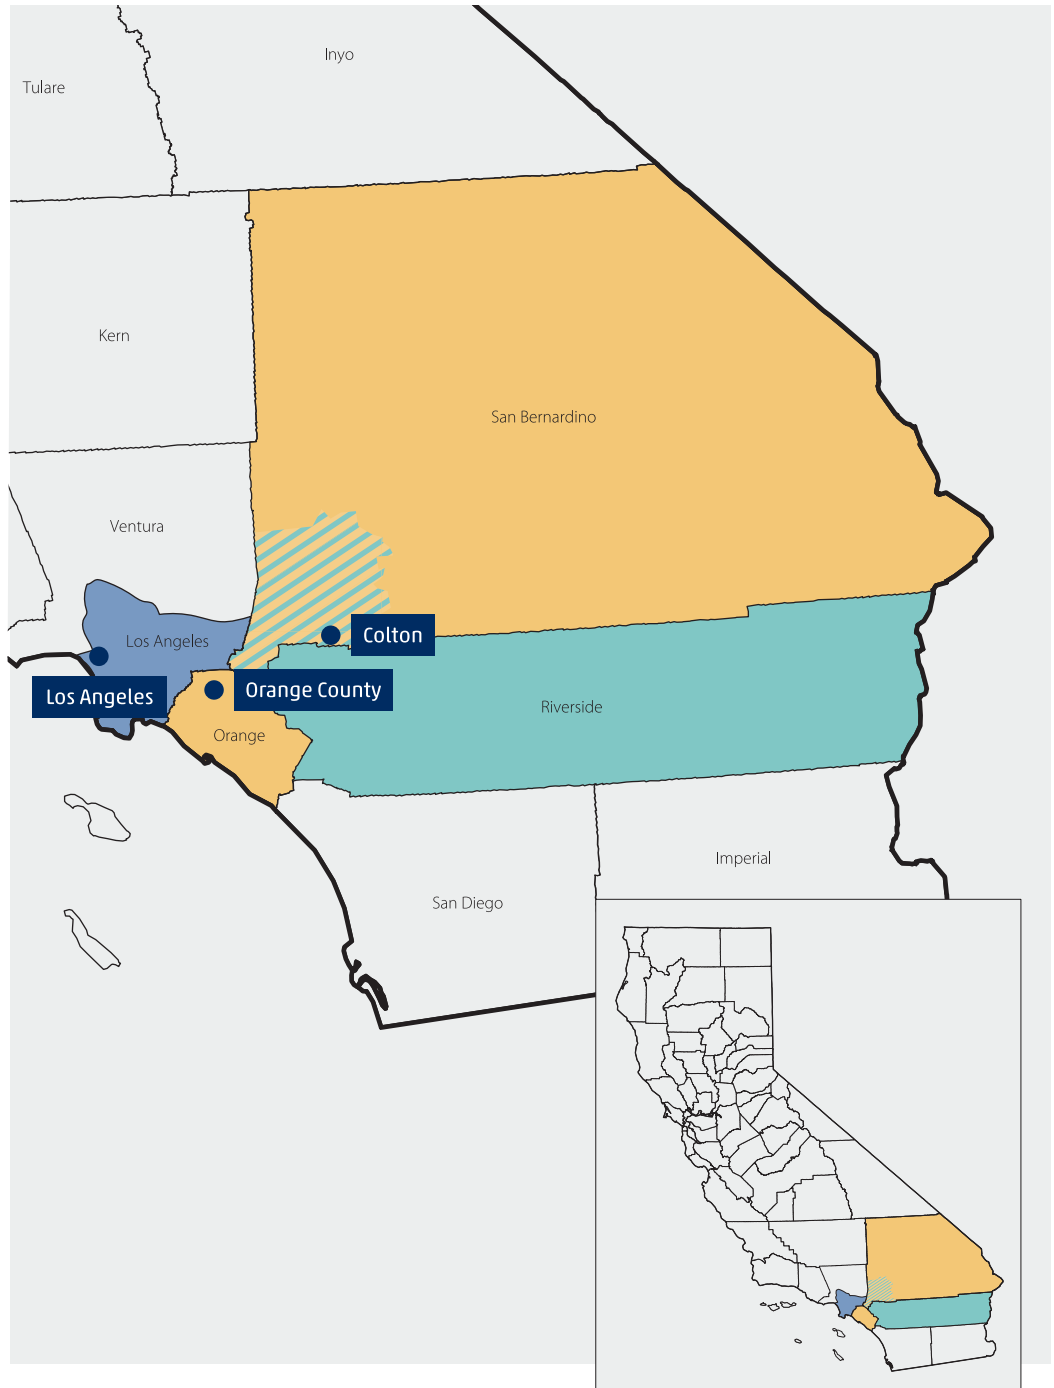 Inyo
Tulare
Kern
San Bernardino
Ventura
Los Angeles
Colton
Los Angeles
Orange County
Riverside
Orange
Imperial
San Diego